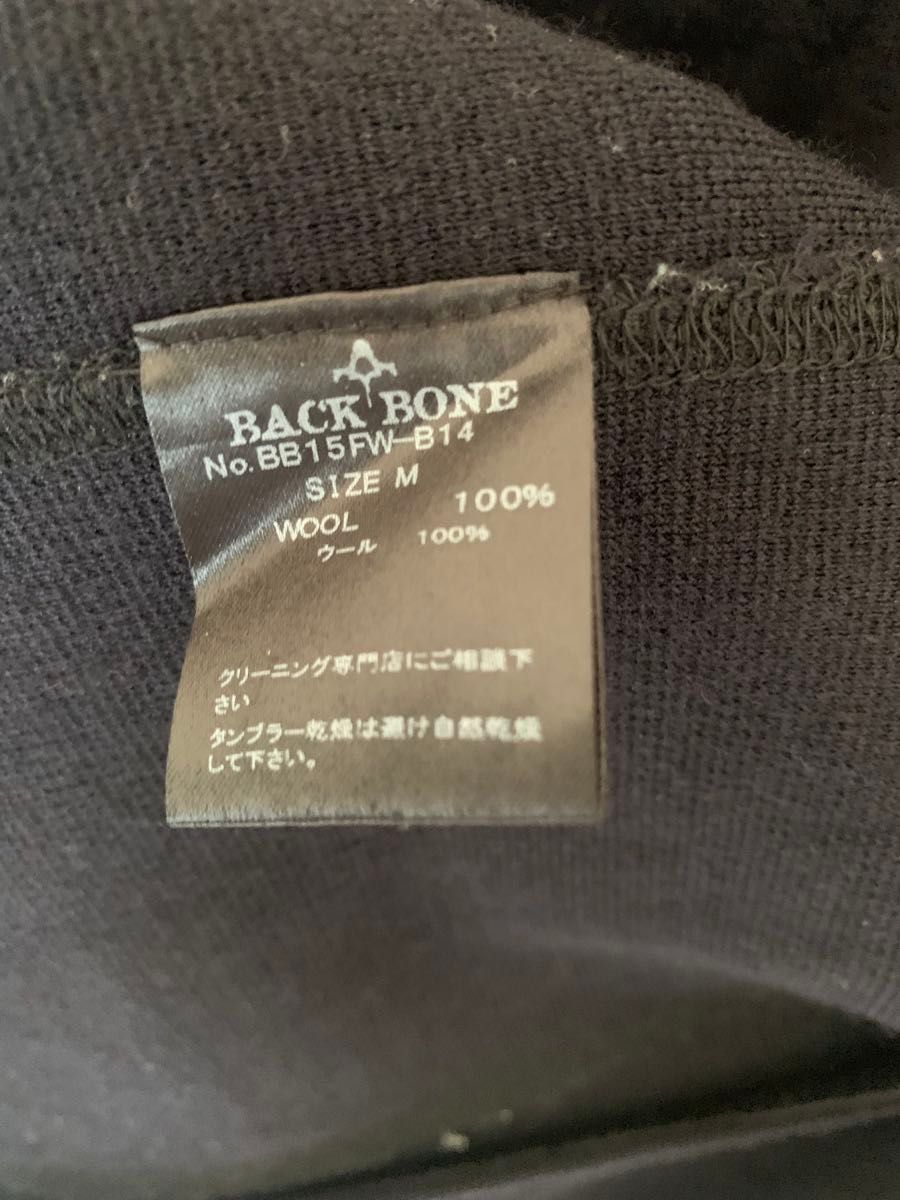 BACK BONE
No.BB15FW-B14
SIZE M
WOOL 100%
ウール 100%
クリーニング専門店にご相談下
さい
タンブラー乾燥は避け自然乾燥
して下さい。